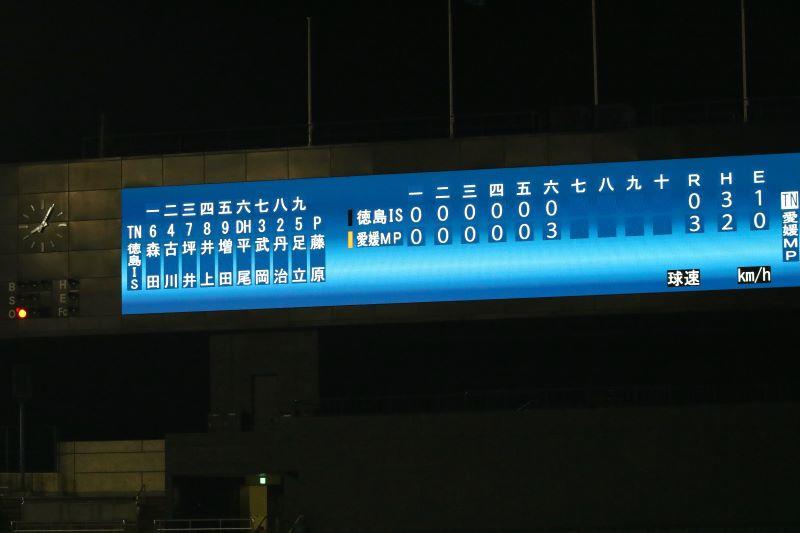 一二三四五六七八九
TN 6 4 7 8 9 DH 3 2 5 P
徳島IS
森田
古川
坪井
井上
増田
平尾
武岡
丹治
足立
藤原
一 二 三 四 五 六 七 八 九 十 R H E
徳島IS 0 0 0 0 0 0 0 3 1
愛媛MP 0 0 0 0 0 3 3 2 0
球速 km/h
TN
愛媛MP
B H
S E
O Fc